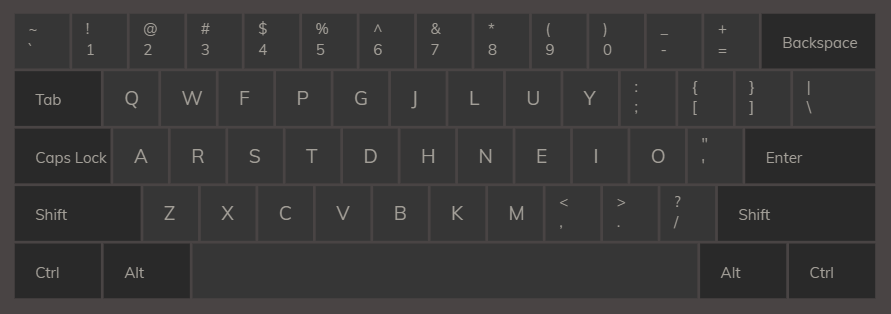 ~ ! @ # $ % ^ & * ( ) _ +
` 1 2 3 4 5 6 7 8 9 0 - = Backspace
Tab Q W F P G J L U Y : { } |
; [ ] \
Caps Lock A R S T D H N E I O " Enter
'
Shift Z X C V B K M < > ? Shift
, . /
Ctrl Alt Alt Ctrl